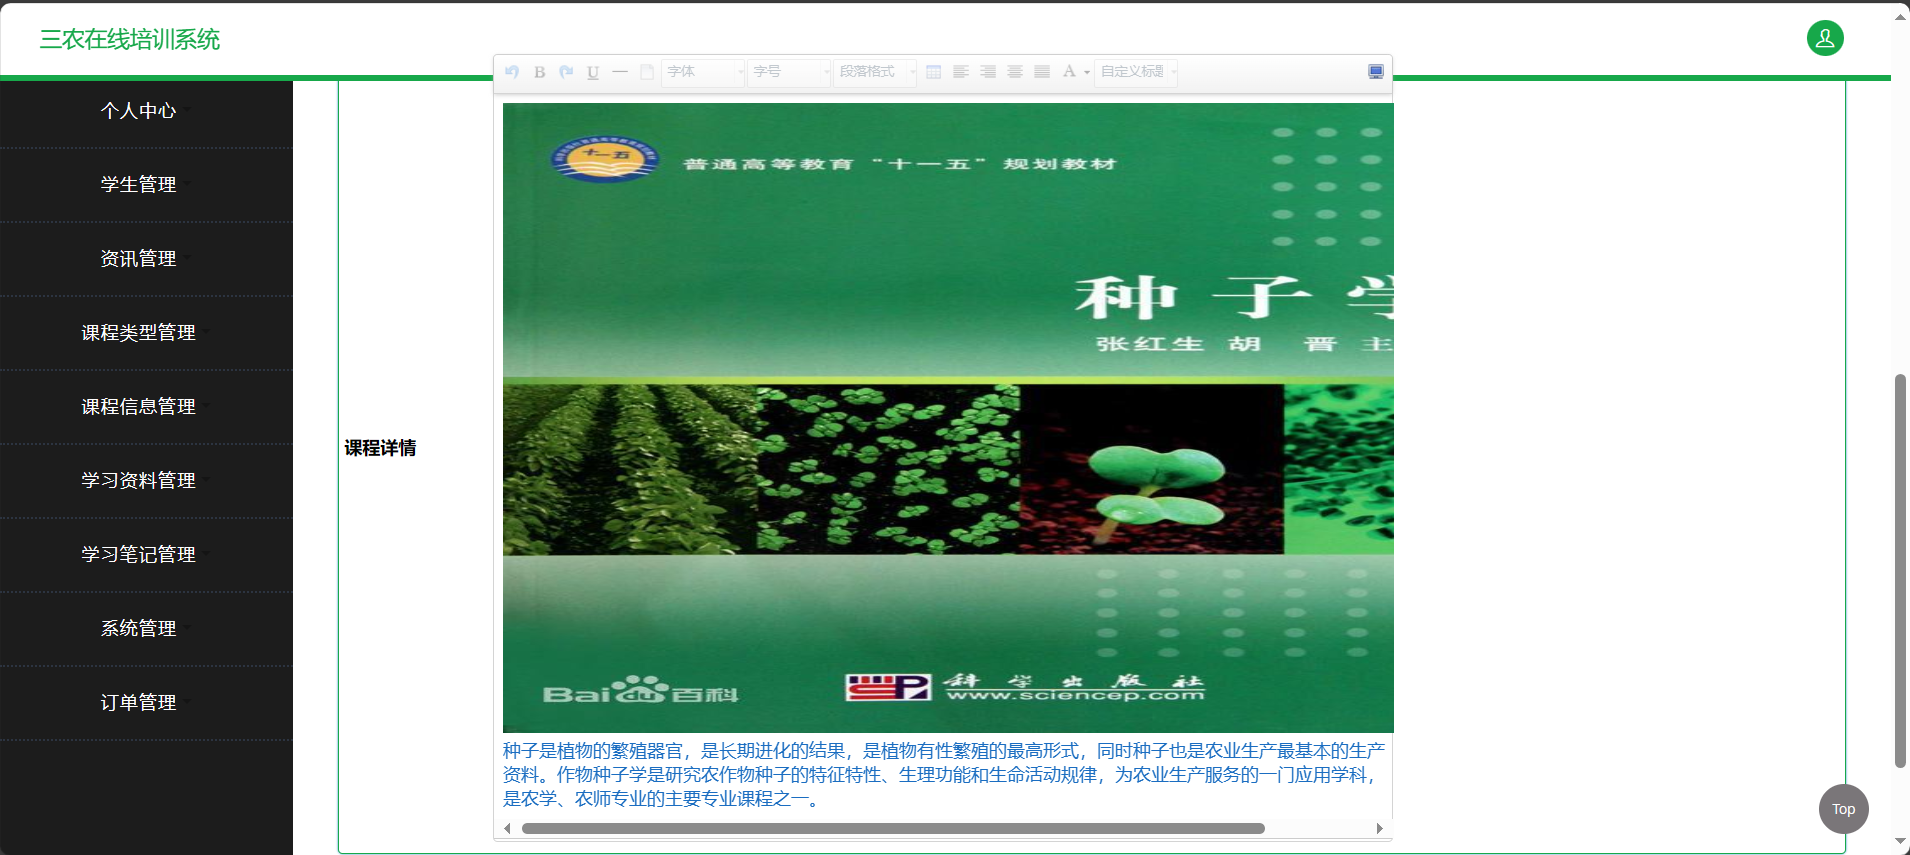 三农在线培训系统
B U 字体 字号 段落格式 A 自定义标题
个人中心
学生管理
资讯管理
课程类型管理
课程信息管理
学习资料管理
学习笔记管理
系统管理
订单管理
课程详情
十一五
普通高等教育“十一五”规划教材
种子学
张红生 胡 晋 主
Baidu百科
科学出版社
www.sciencep.com
种子是植物的繁殖器官，是长期进化的结果，是植物有性繁殖的最高形式，同时种子也是农业生产最基本的生产
资料。作物种子学是研究农作物种子的特征特性、生理功能和生命活动规律，为农业生产服务的一门应用学科，
是农学、农师专业的主要专业课程之一。
Top